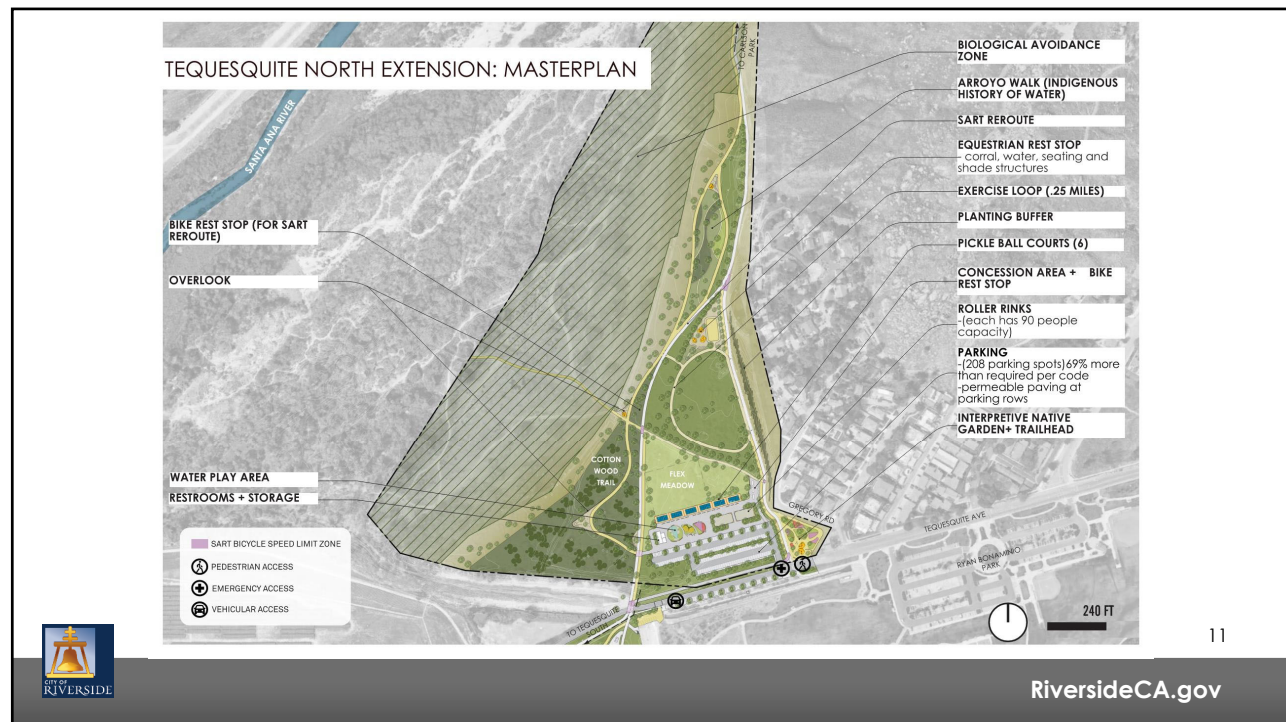 TEQUESQUITE NORTH EXTENSION: MASTERPLAN
TO CARLSON
PARK
SANTA ANA RIVER
BIKE REST STOP (FOR SART
REROUTE)
OVERLOOK
WATER PLAY AREA
RESTROOMS + STORAGE
BIOLOGICAL AVOIDANCE
ZONE
ARROYO WALK (INDIGENOUS
HISTORY OF WATER)
SART REROUTE
EQUESTRIAN REST STOP
- corral, water, seating and
shade structures
EXERCISE LOOP (.25 MILES)
PLANTING BUFFER
PICKLE BALL COURTS (6)
CONCESSION AREA + BIKE
REST STOP
ROLLER RINKS
-(each has 90 people
capacity)
PARKING
-(208 parking spots)69% more
than required per code
-permeable paving at
parking rows
INTERPRETIVE NATIVE
GARDEN+ TRAILHEAD
COTTON
WOOD
TRAIL
FLEX
MEADOW
GREGORY RD
TEQUESQUITE AVE
RYAN BONAMINIO
PARK
TO TEQUESQUITE
SOUTH
SART BICYCLE SPEED LIMIT ZONE
PEDESTRIAN ACCESS
EMERGENCY ACCESS
VEHICULAR ACCESS
240 FT
11
CITY OF
RIVERSIDE
RiversideCA.gov